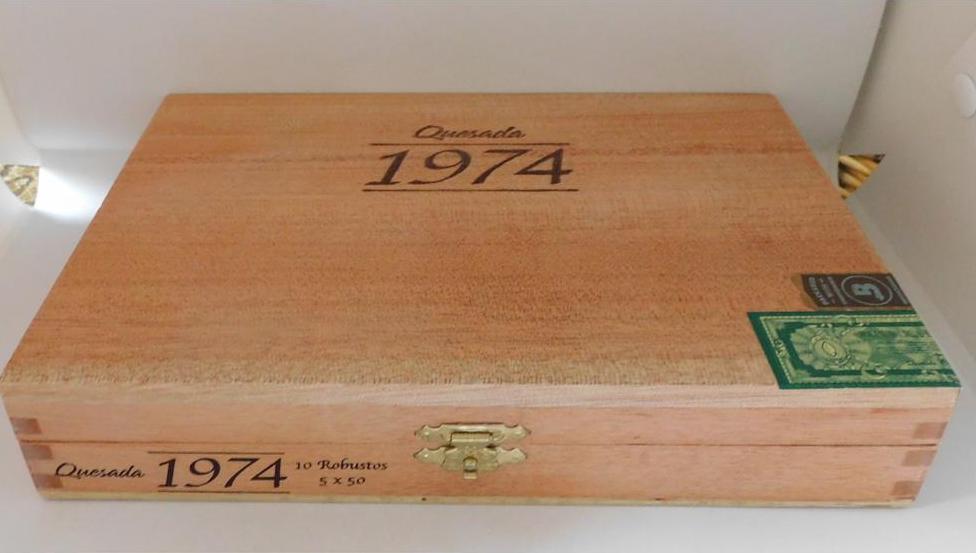 Quesada
1974
Quesada 1974 10 Robustos
5 x 50